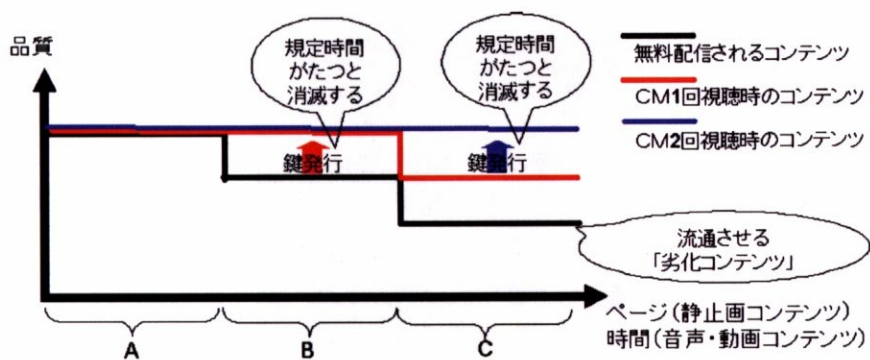 品質
規定時間
がたつと
消滅する
規定時間
がたつと
消滅する
無料配信されるコンテンツ
CM1回視聴時のコンテンツ
CM2回視聴時のコンテンツ
鍵発行
鍵発行
流通させる
「劣化コンテンツ」
ページ(静止画コンテンツ)
時間(音声・動画コンテンツ)
A
B
C